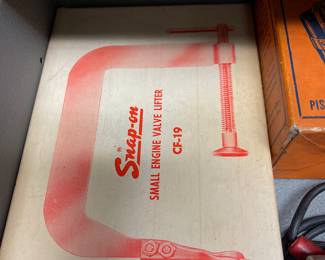 Snap-on
SMALL ENGINE VALVE LIFTER
CF-19
PIS